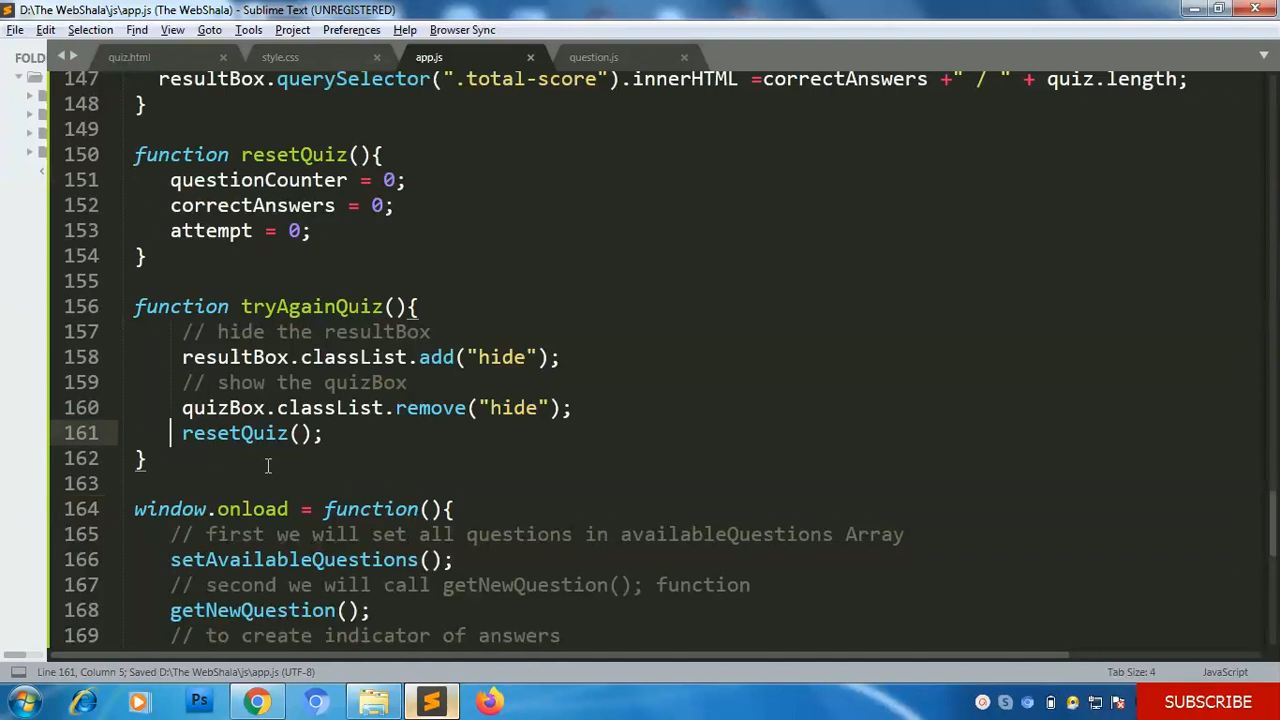 D:\The WebShala\js\app.js (The WebShala) - Sublime Text (UNREGISTERED)
File Edit Selection Find View Goto Tools Project Preferences Help Browser Sync
FOLD
quiz.html × style.css × app.js × question.js ×
147 resultBox.querySelector(".total-score").innerHTML =correctAnswers +" / " + quiz.length;
148 }
149
150 function resetQuiz(){
151 questionCounter = 0;
152 correctAnswers = 0;
153 attempt = 0;
154 }
155
156 function tryAgainQuiz(){
157 // hide the resultBox
158 resultBox.classList.add("hide");
159 // show the quizBox
160 quizBox.classList.remove("hide");
161 resetQuiz();
162 }
163
164 window.onload = function(){
165 // first we will set all questions in availableQuestions Array
166 setAvailableQuestions();
167 // second we will call getNewQuestion(); function
168 getNewQuestion();
169 // to create indicator of answers
Line 161, Column 5; Saved D:\The WebShala\js\app.js (UTF-8) Tab Size: 4 JavaScript
Ps
SUBSCRIBE